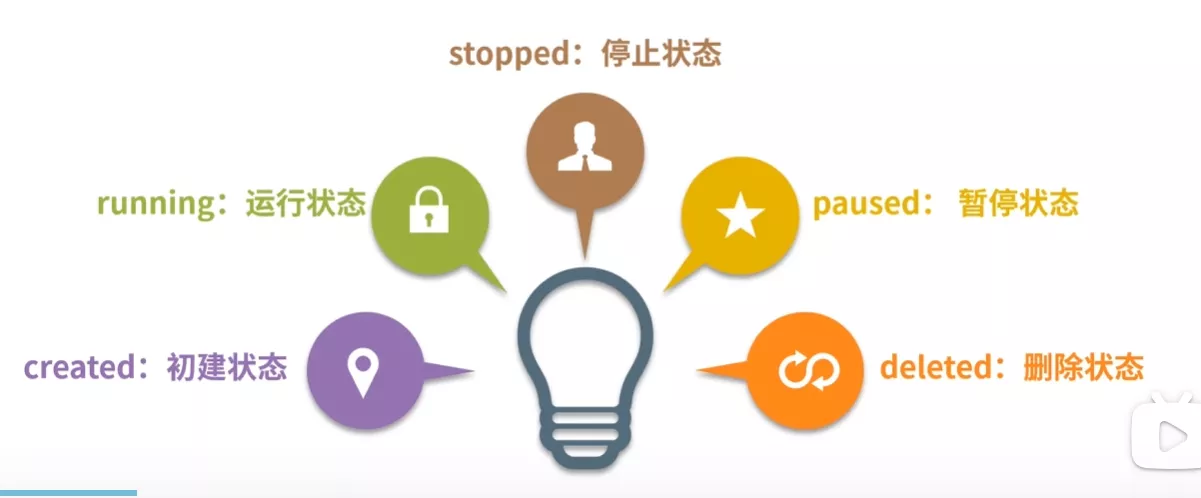 stopped：停止状态
running：运行状态
paused： 暂停状态
created：初建状态
deleted：删除状态